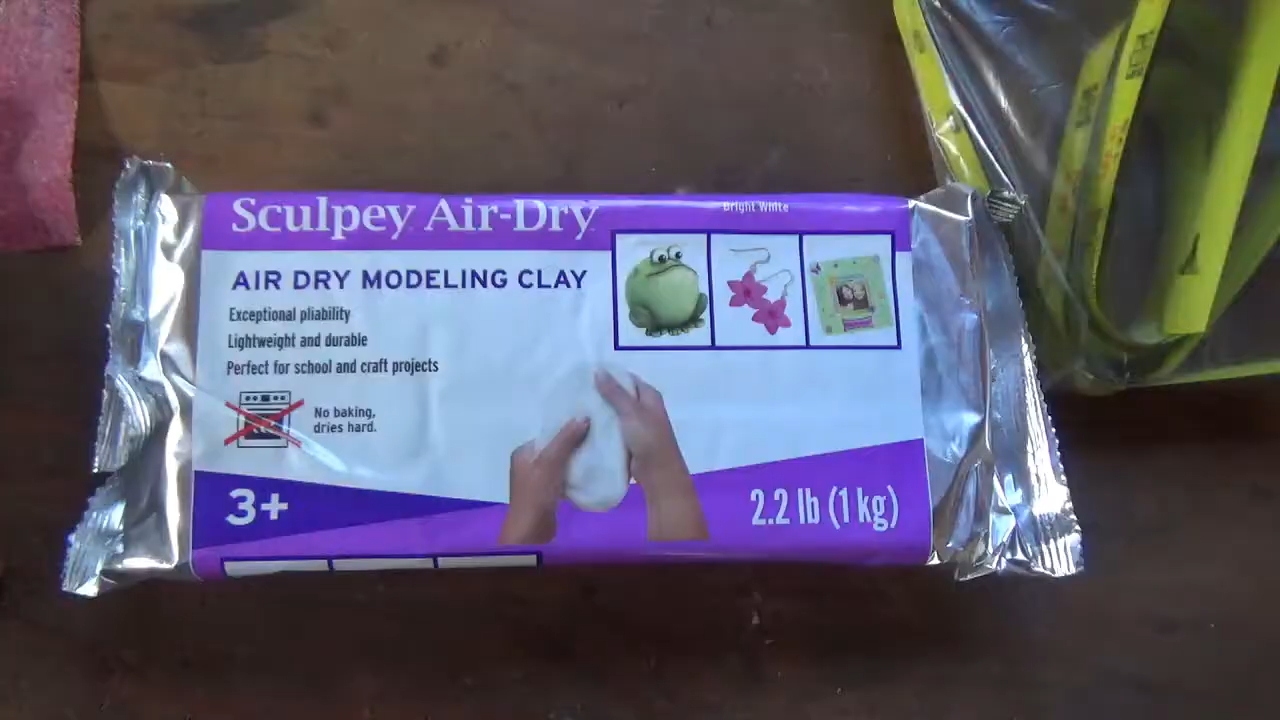 Sculpey Air-Dry
Bright White
AIR DRY MODELING CLAY
Exceptional pliability
Lightweight and durable
Perfect for school and craft projects
No baking,
dries hard.
3+
2.2 lb (1 kg)